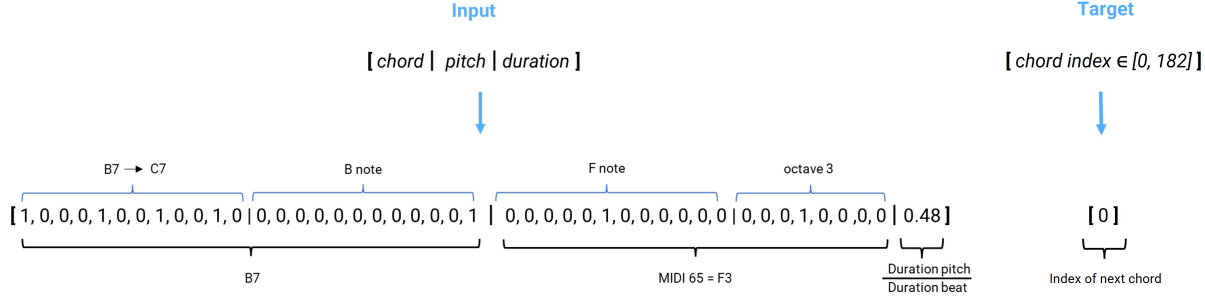 Input
Target
[ chord | pitch | duration ]
[ chord index ∈ [0, 182] ]
B7 → C7
B note
F note
octave 3
[ 1, 0, 0, 0, 1, 0, 0, 1, 0, 0, 1, 0 | 0, 0, 0, 0, 0, 0, 0, 0, 0, 0, 0, 1 | 0, 0, 0, 0, 0, 1, 0, 0, 0, 0, 0, 0 | 0, 0, 0, 1, 0, 0, 0, 0 | 0.48 ]
[ 0 ]
B7
MIDI 65 = F3
Duration pitch
Duration beat
Index of next chord